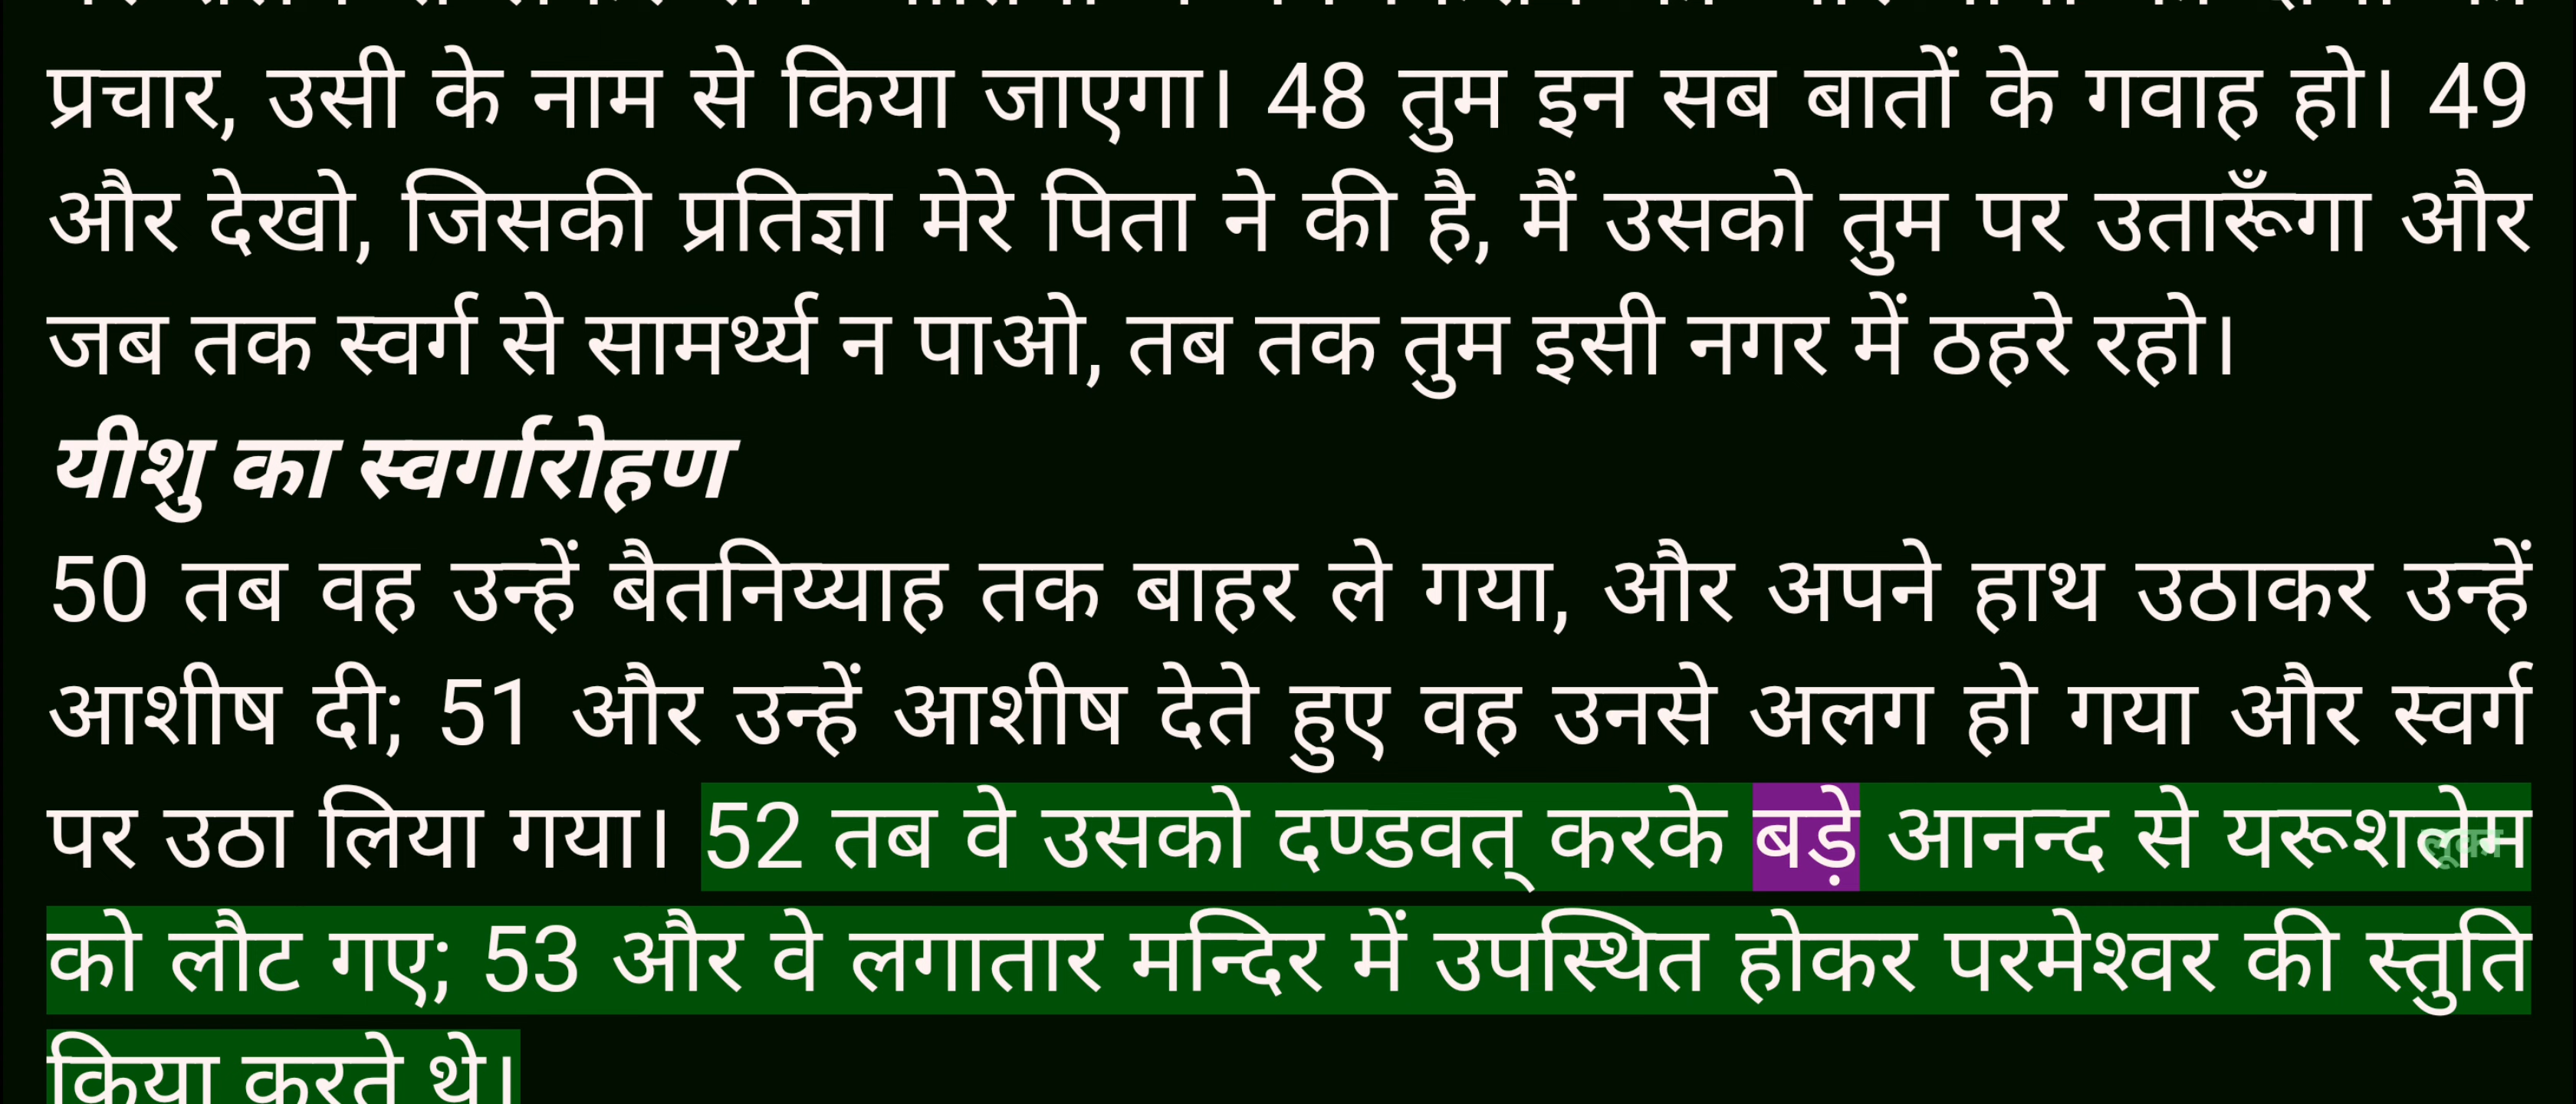 प्रचार, उसी के नाम से किया जाएगा। 48 तुम इन सब बातों के गवाह हो। 49
और देखो, जिसकी प्रतिज्ञा मेरे पिता ने की है, मैं उसको तुम पर उतारूँगा और
जब तक स्वर्ग से सामर्थ्य न पाओ, तब तक तुम इसी नगर में ठहरे रहो।
यीशु का स्वर्गारोहण
50 तब वह उन्हें बैतनिय्याह तक बाहर ले गया, और अपने हाथ उठाकर उन्हें
आशीष दी; 51 और उन्हें आशीष देते हुए वह उनसे अलग हो गया और स्वर्ग
पर उठा लिया गया। 52 तब वे उसको दण्डवत् करके बड़े आनन्द से यरूशलेम
लूका
को लौट गए; 53 और वे लगातार मन्दिर में उपस्थित होकर परमेश्वर की स्तुति
किया करते थे।